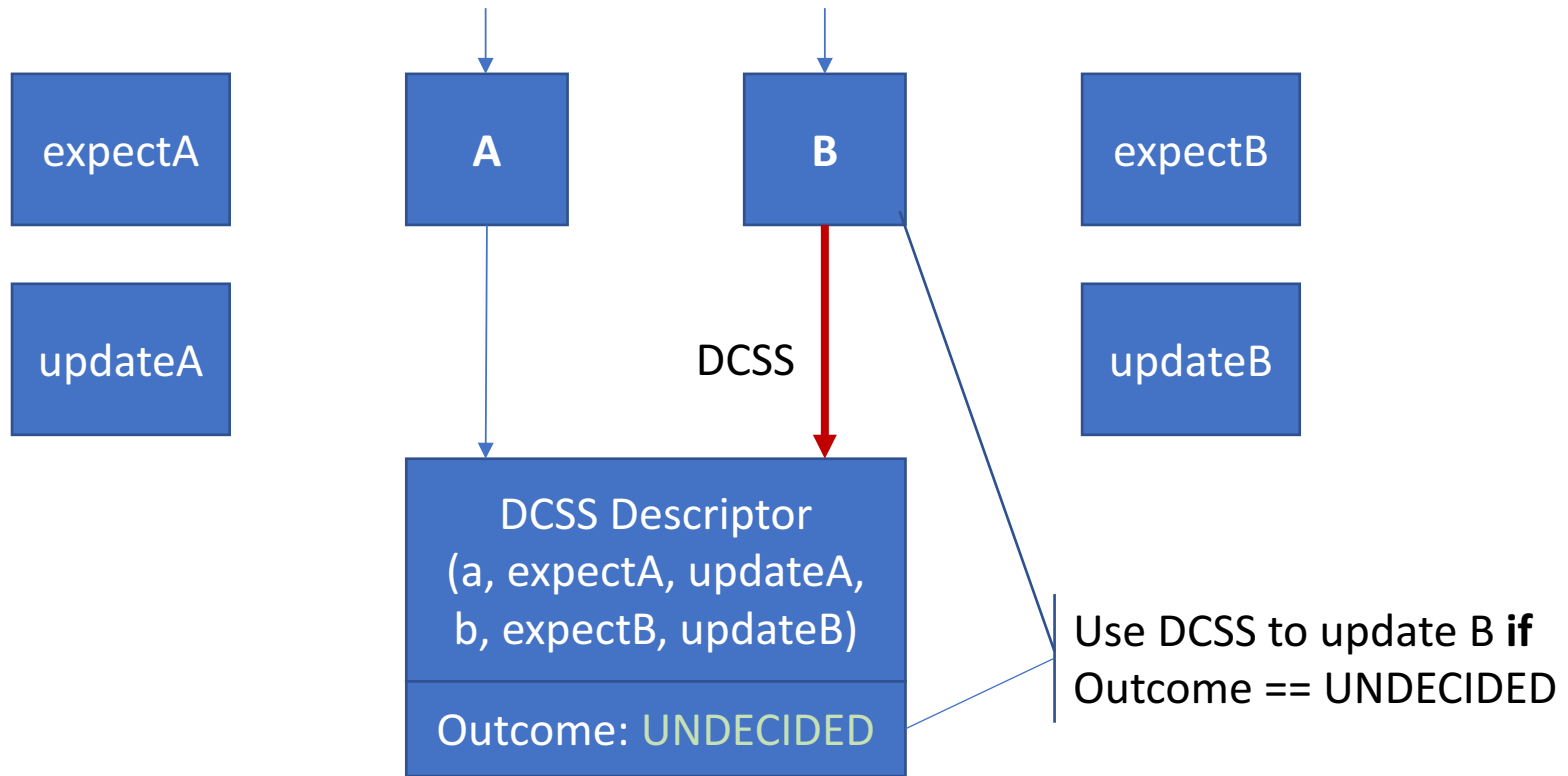 expectA
A
B
expectB
updateA
DCSS
updateB
DCSS Descriptor
(a, expectA, updateA,
b, expectB, updateB)
Use DCSS to update B if
Outcome == UNDECIDED
Outcome: UNDECIDED